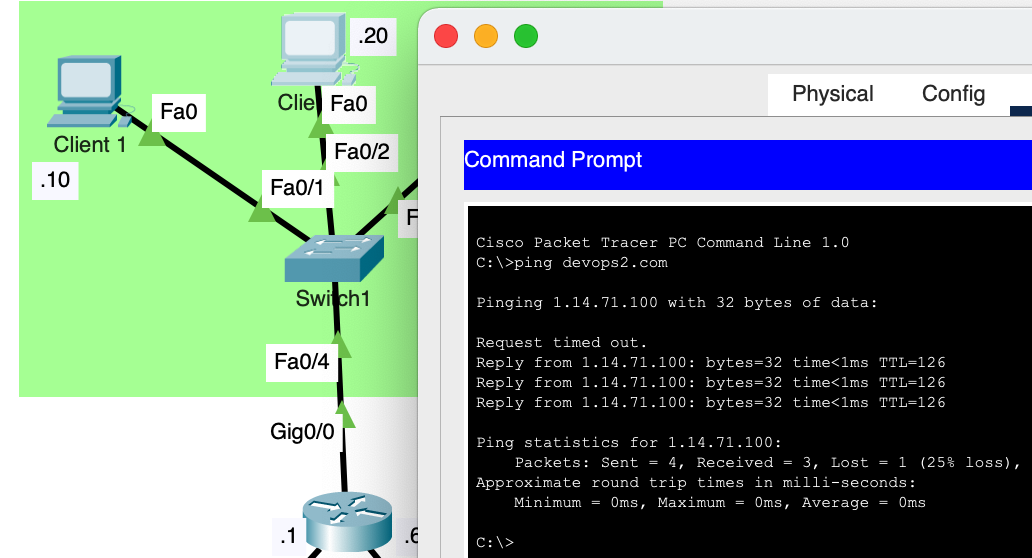 .20
Fa0
Clie
Fa0
Client 1
Fa0/2
.10
Fa0/1
F
Switch1
Fa0/4
Gig0/0
.1
.6
Physical
Config
Command Prompt
Cisco Packet Tracer PC Command Line 1.0
C:\>ping devops2.com
Pinging 1.14.71.100 with 32 bytes of data:
Request timed out.
Reply from 1.14.71.100: bytes=32 time<1ms TTL=126
Reply from 1.14.71.100: bytes=32 time<1ms TTL=126
Reply from 1.14.71.100: bytes=32 time<1ms TTL=126
Ping statistics for 1.14.71.100:
Packets: Sent = 4, Received = 3, Lost = 1 (25% loss),
Approximate round trip times in milli-seconds:
Minimum = 0ms, Maximum = 0ms, Average = 0ms
C:\>